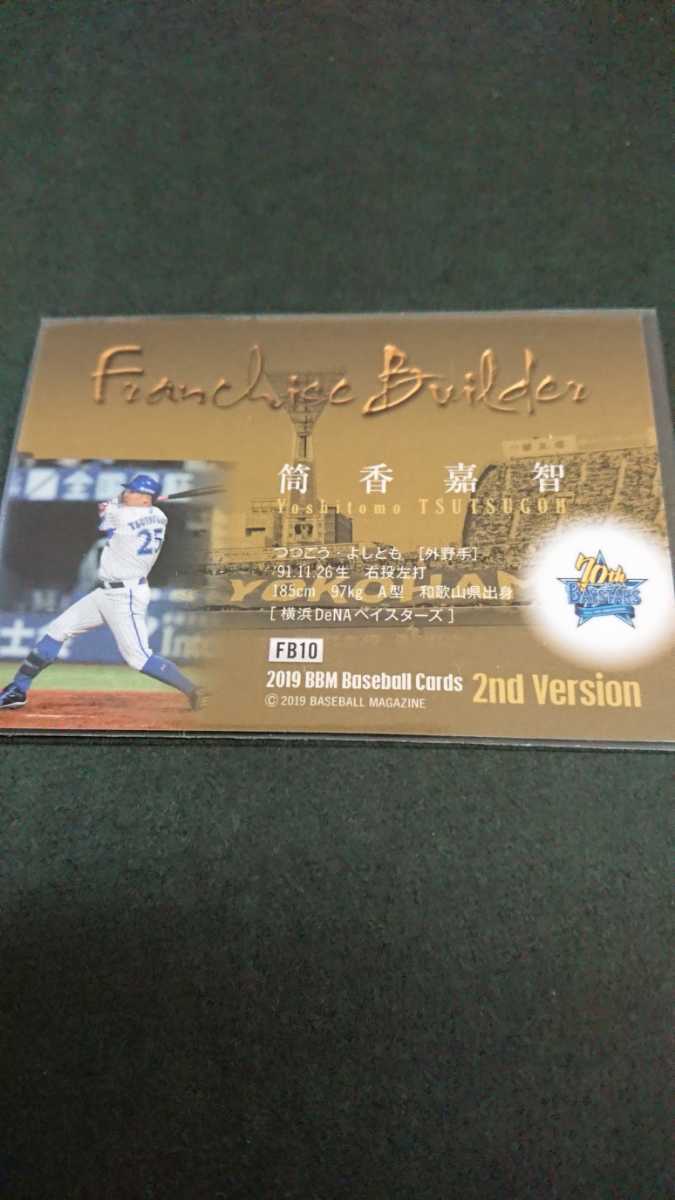 Franchise Builder
筒香嘉智
Yoshitomo TSUTSUGOH
つつごう・よしとも [外野手]
'91.11.26生 右投左打
185cm 97kg A型 和歌山県出身
[横浜DeNAベイスターズ]
FB10
2019 BBM Baseball Cards 2nd Version
© 2019 BASEBALL MAGAZINE
70th
BAYSTARS
TSUTSUGOH
25
YOKOHAMA